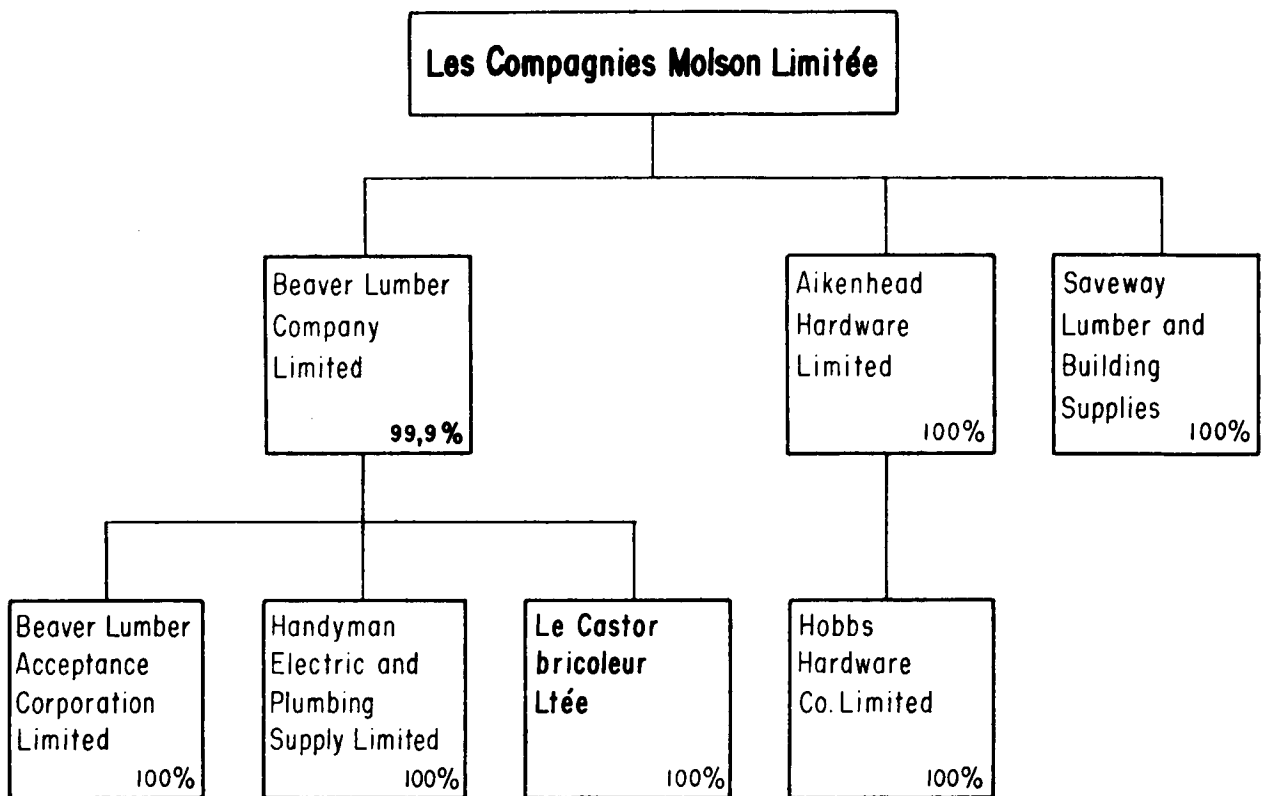 Les Compagnies Molson Limitée
Beaver Lumber
Company
Limited
99,9%
Aikenhead
Hardware
Limited
100%
Saveway
Lumber and
Building
Supplies
100%
Beaver Lumber
Acceptance
Corporation
Limited
100%
Handyman
Electric and
Plumbing
Supply Limited
100%
Le Castor
bricoleur
Ltée
100%
Hobbs
Hardware
Co. Limited
100%